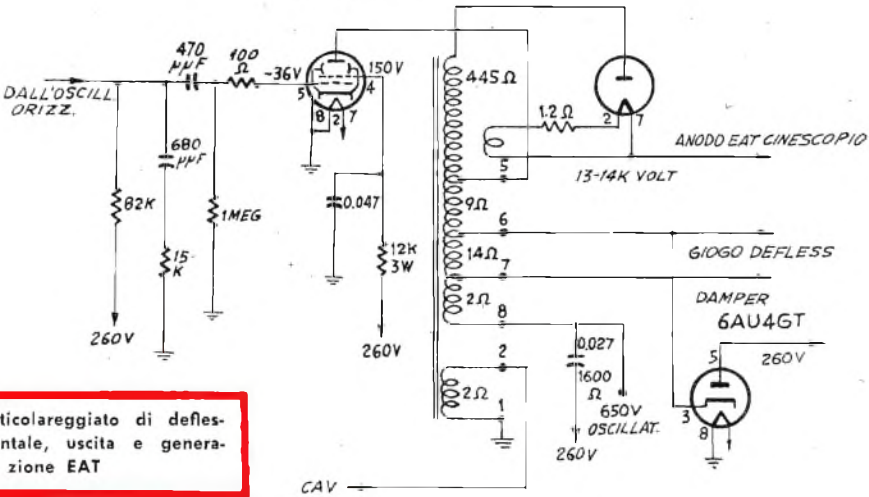 470
μμF
100
Ω
-36V
150V
5
4
8
2
7
DALL'OSCILL.
ORIZZ.
680
μμF
82K
15
K
1MEG
260V
0.047
12K
3W
260V
445Ω
1.2Ω
2
7
ANODO EAT CINESCOPIO
5
13-14K VOLT
9Ω
6
14Ω
GIOGO DEFLESS
7
2Ω
DAMPER
6AU4GT
8
5
260V
2
0.027
1600
Ω
650V
OSCILLAT.
3
8
2Ω
1
260V
CAV
ticolareggiato di defles-
ntale, uscita e genera-
zione EAT